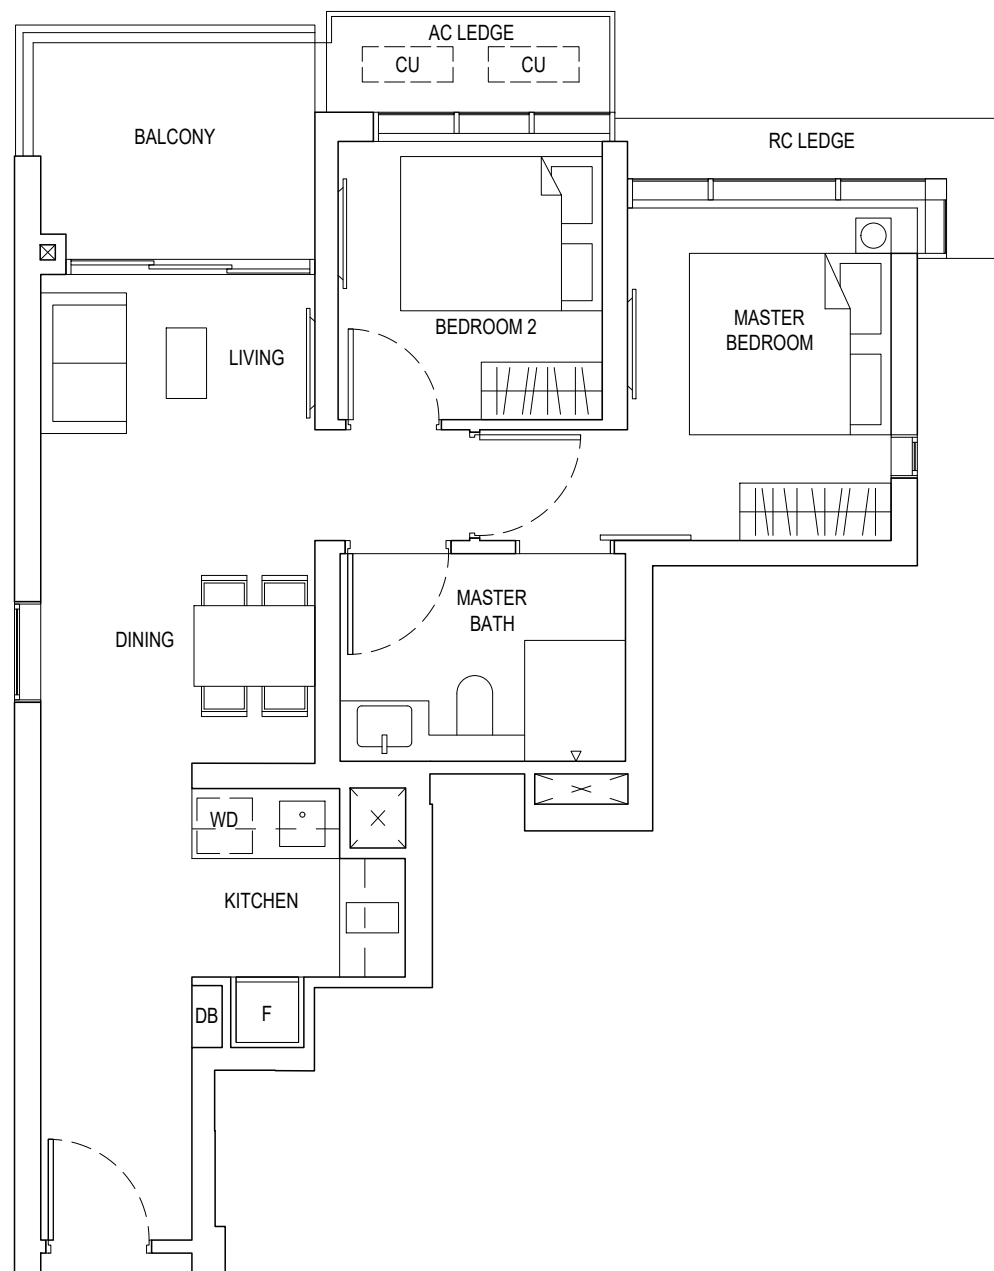 AC LEDGE
CU
CU
BALCONY
RC LEDGE
BEDROOM 2
MASTER
BEDROOM
LIVING
MASTER
BATH
DINING
WD
KITCHEN
DB
F